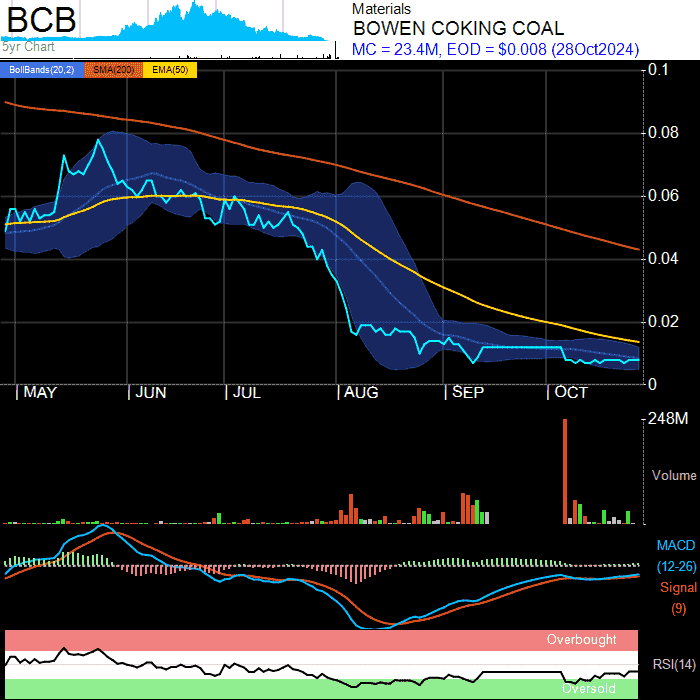 BCB
5yr Chart
Materials
BOWEN COKING COAL
MC = 23.4M, EOD = $0.008 (28Oct2024)
BollBands(20,2) SMA(200) EMA(50)
0.1
0.08
0.06
0.04
0.02
0
MAY JUN JUL AUG SEP OCT
248M
Volume
MACD
(12-26)
Signal
(9)
Overbought
RSI(14)
Oversold